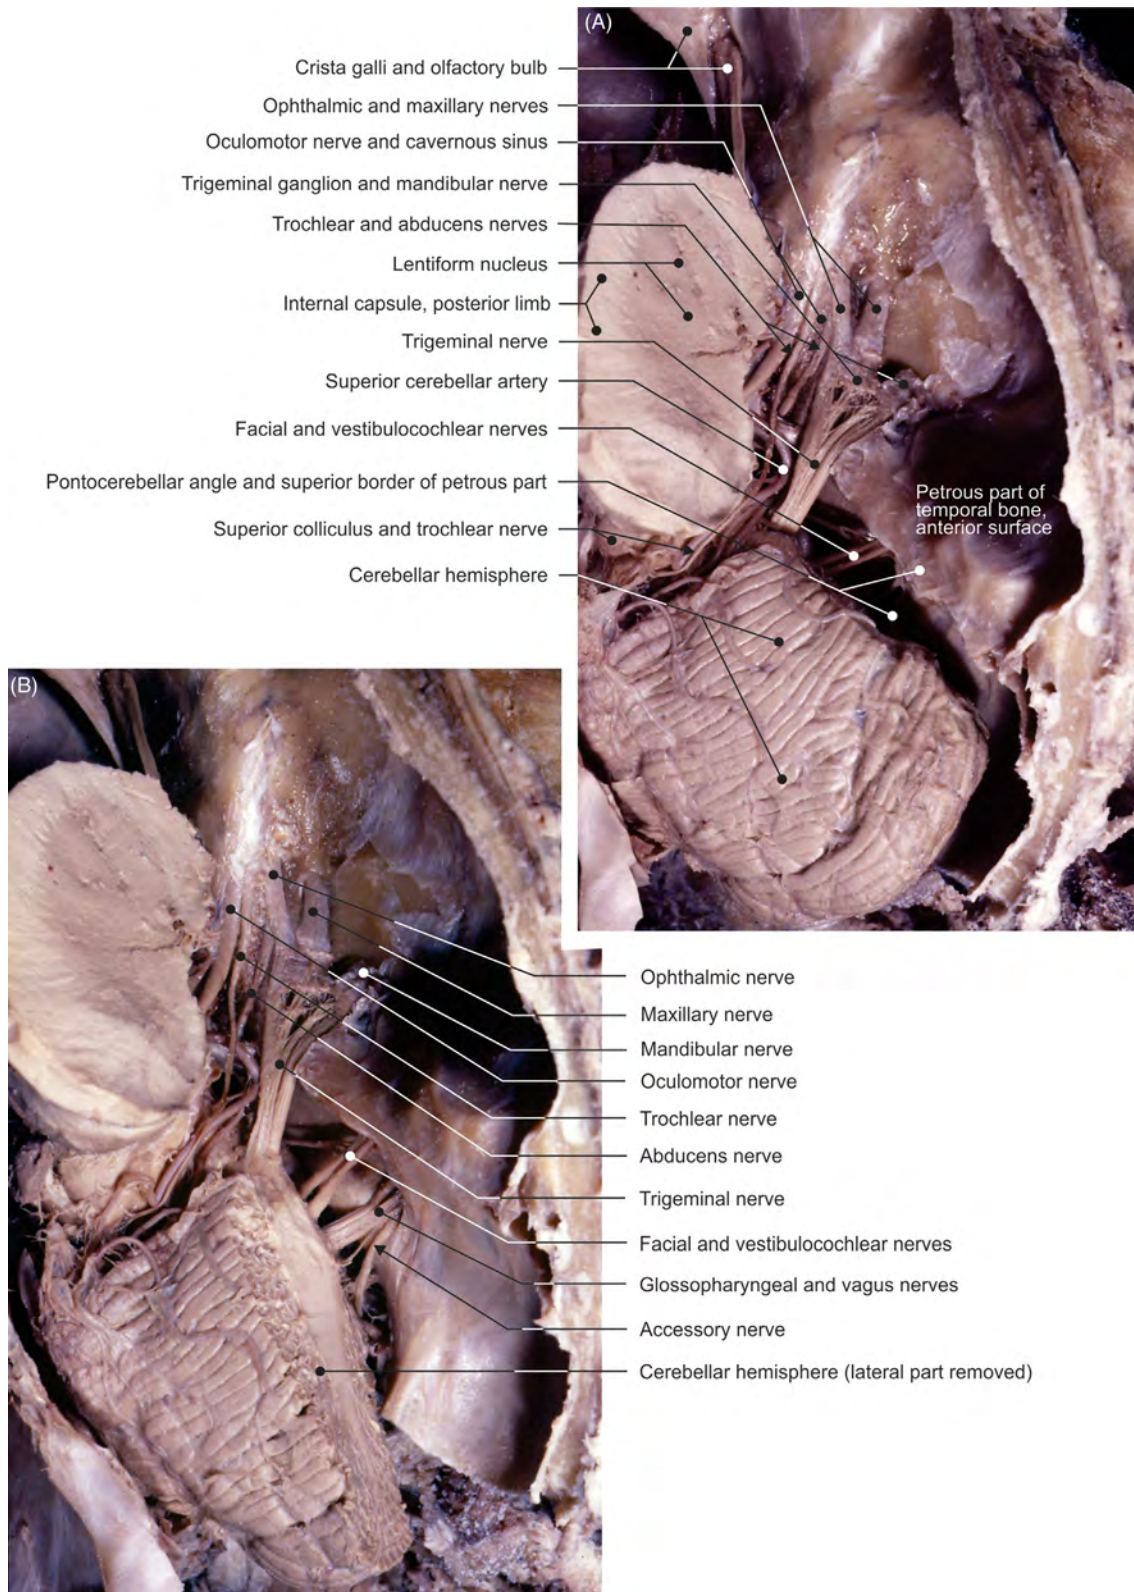 (A)
Crista galli and olfactory bulb
Ophthalmic and maxillary nerves
Oculomotor nerve and cavernous sinus
Trigeminal ganglion and mandibular nerve
Trochlear and abducens nerves
Lentiform nucleus
Internal capsule, posterior limb
Trigeminal nerve
Superior cerebellar artery
Facial and vestibulocochlear nerves
Pontocerebellar angle and superior border of petrous part
Superior colliculus and trochlear nerve
Cerebellar hemisphere
Petrous part of
temporal bone,
anterior surface
(B)
Ophthalmic nerve
Maxillary nerve
Mandibular nerve
Oculomotor nerve
Trochlear nerve
Abducens nerve
Trigeminal nerve
Facial and vestibulocochlear nerves
Glossopharyngeal and vagus nerves
Accessory nerve
Cerebellar hemisphere (lateral part removed)